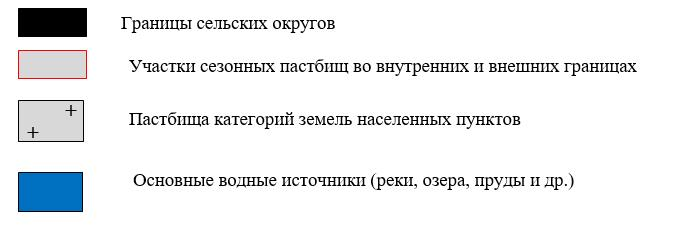 Границы сельских округов
Участки сезонных пастбищ во внутренних и внешних границах
Пастбища категорий земель населенных пунктов
Основные водные источники (реки, озера, пруды и др.)